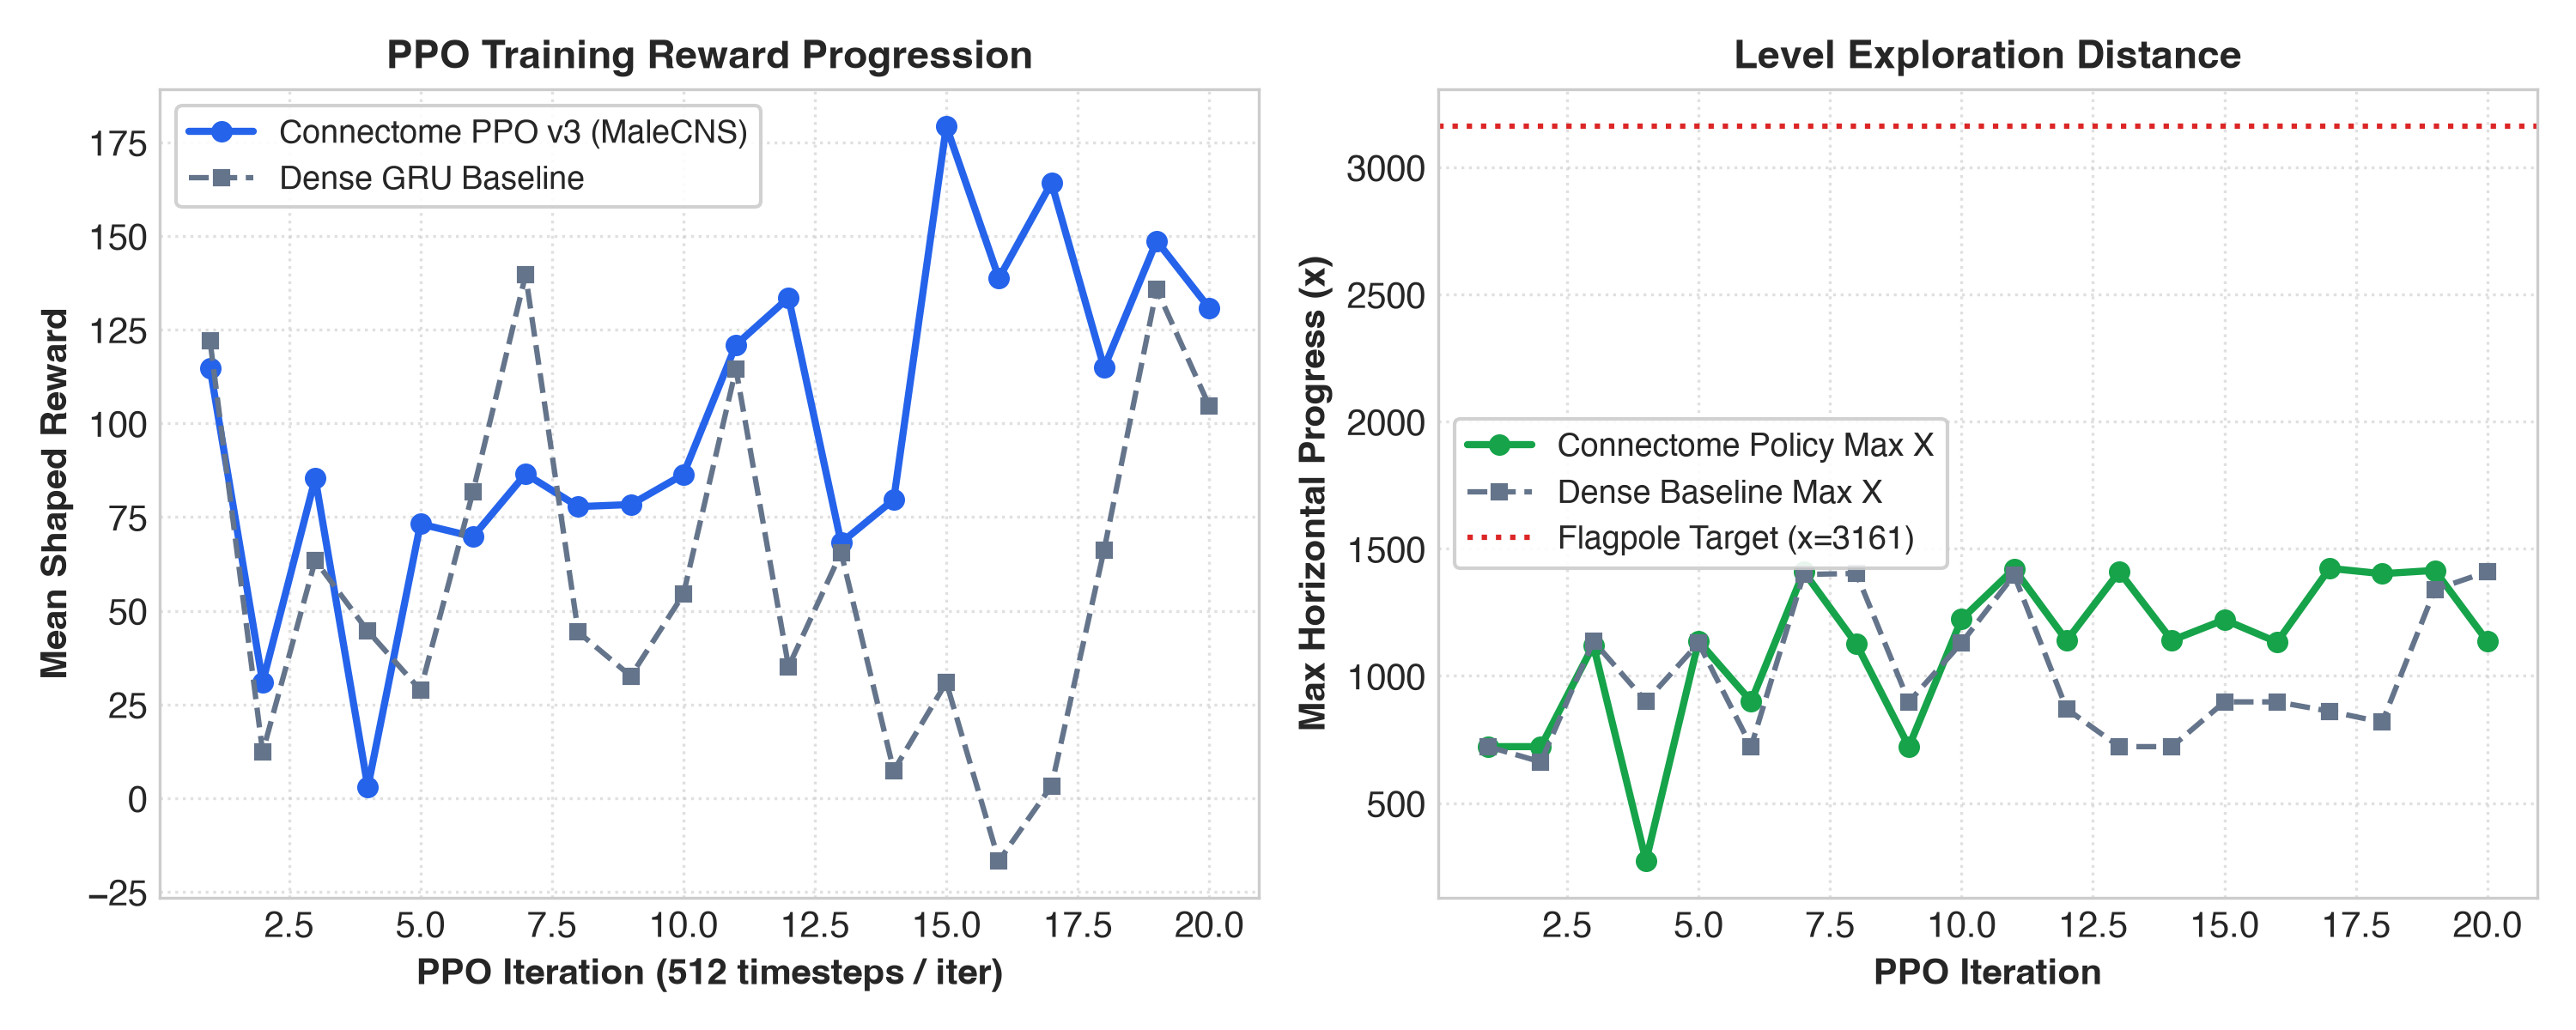 PPO Training Reward Progression
Connectome PPO v3 (MaleCNS)
Dense GRU Baseline
Mean Shaped Reward
175
150
125
100
75
50
25
0
−25
2.5 5.0 7.5 10.0 12.5 15.0 17.5 20.0
PPO Iteration (512 timesteps / iter)
Level Exploration Distance
Connectome Policy Max X
Dense Baseline Max X
Flagpole Target (x=3161)
Max Horizontal Progress (x)
3000
2500
2000
1500
1000
500
2.5 5.0 7.5 10.0 12.5 15.0 17.5 20.0
PPO Iteration